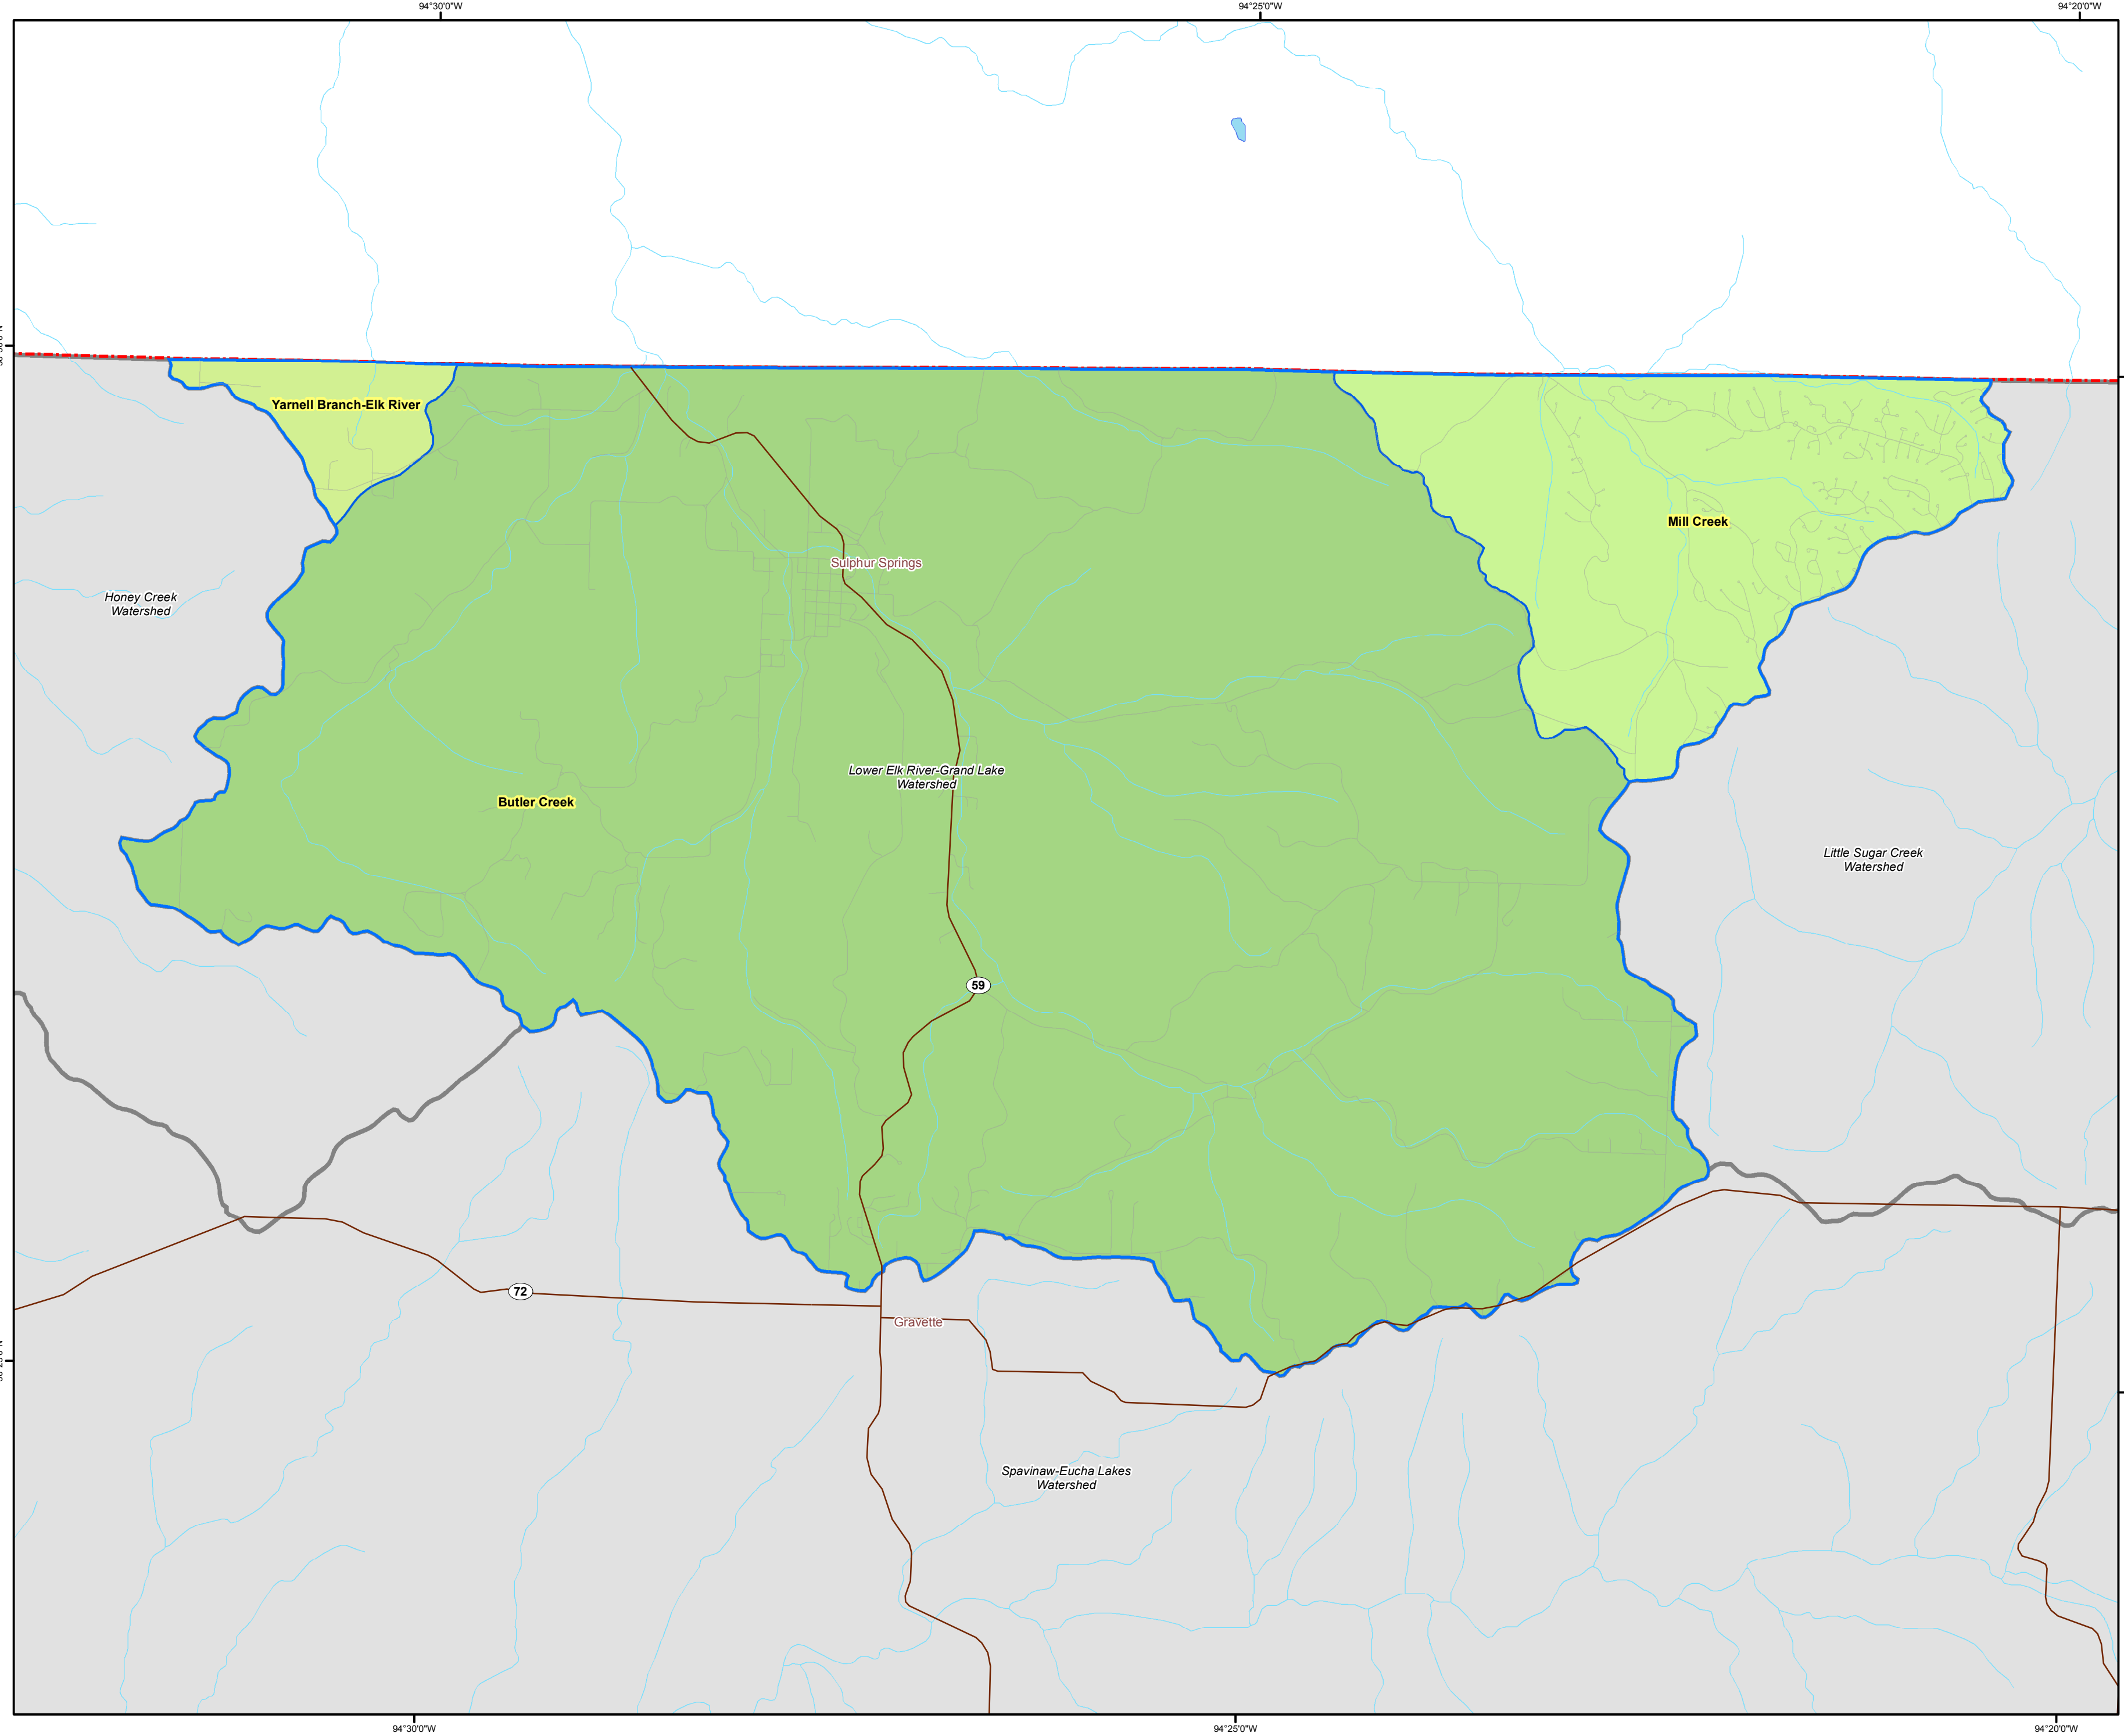 94°30'0"W
94°25'0"W
94°20'0"W
Yarnell Branch-Elk River
Mill Creek
Sulphur Springs
Honey Creek
Watershed
Lower Elk River-Grand Lake
Watershed
Butler Creek
Little Sugar Creek
Watershed
59
72
Gravette
Spavinaw-Eucha Lakes
Watershed
94°30'0"W
94°25'0"W
94°20'0"W